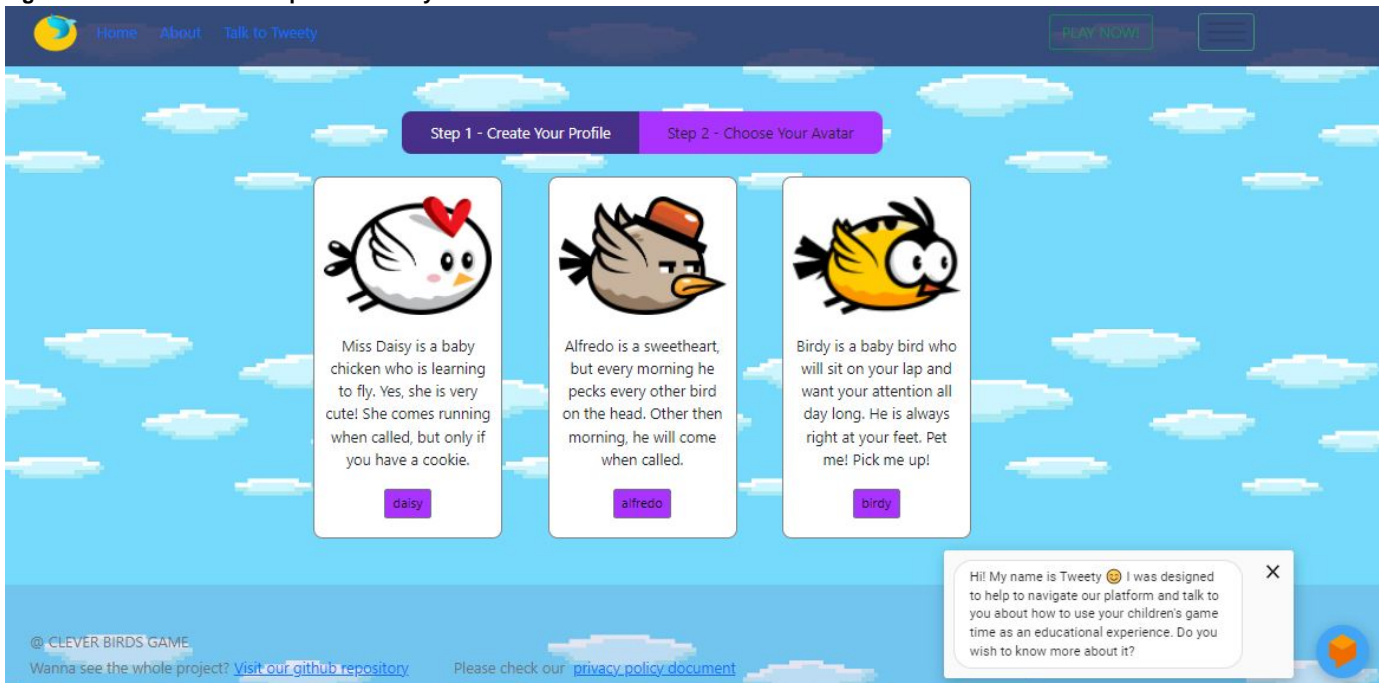 Home About Talk to Tweety
PLAY NOW!
Step 1 - Create Your Profile
Step 2 - Choose Your Avatar
Miss Daisy is a baby
chicken who is learning
to fly. Yes, she is very
cute! She comes running
when called, but only if
you have a cookie.
daisy
Alfredo is a sweetheart,
but every morning he
pecks every other bird
on the head. Other then
morning, he will come
when called.
alfredo
Birdy is a baby bird who
will sit on your lap and
want your attention all
day long. He is always
right at your feet. Pet
me! Pick me up!
birdy
Hi! My name is Tweety 😊 I was designed
to help to navigate our platform and talk to
you about how to use your children's game
time as an educational experience. Do you
wish to know more about it?
@ CLEVER BIRDS GAME
Wanna see the whole project? Visit our github repository
Please check our privacy policy document